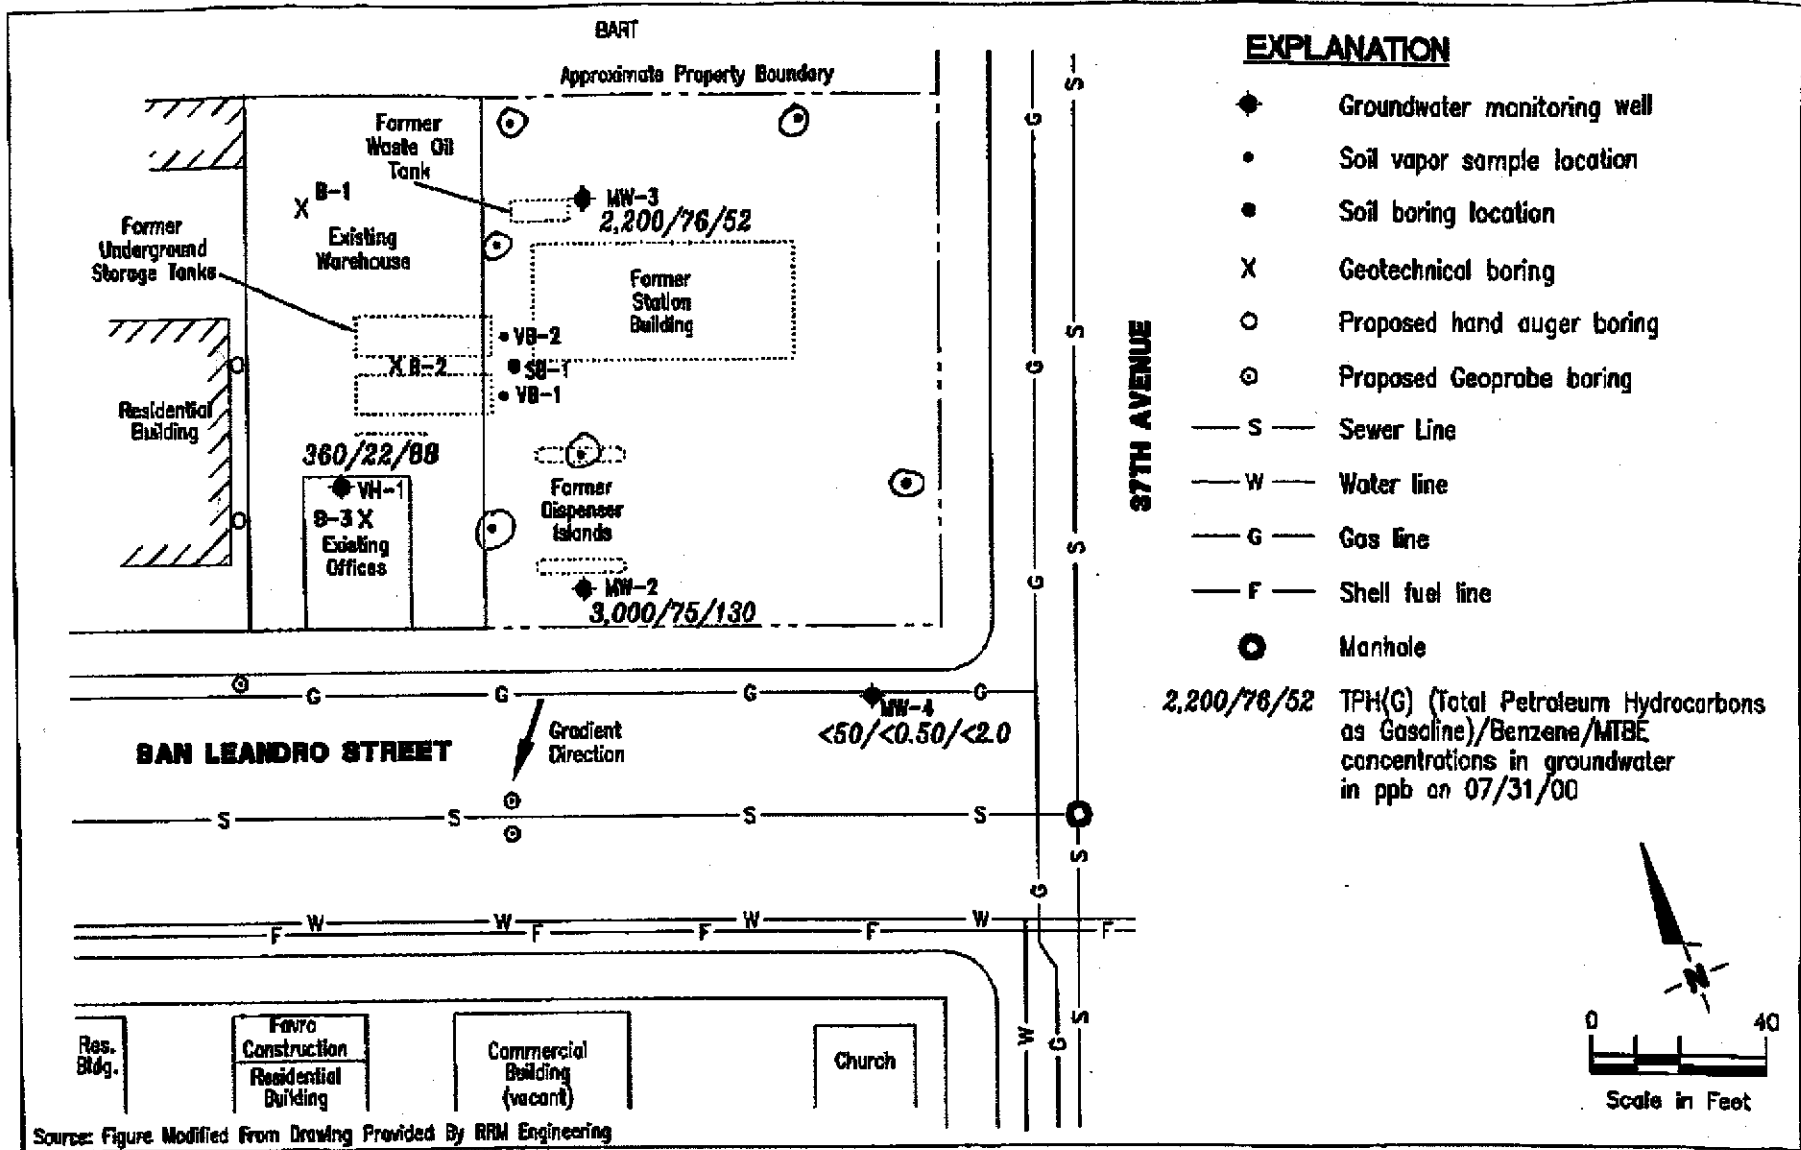 BART
Approximate Property Boundary
Former
Waste Oil
Tank
B-1
MW-3
2,200/76/52
Former
Underground
Storage Tanks
Existing
Warehouse
Former
Station
Building
VB-2
B-2
SB-1
VB-1
Residential
Building
360/22/88
VH-1
B-3
Existing
Offices
Former
Dispenser
Islands
MW-2
3,000/75/130
G
G
G
G
S
S
S
S
37TH AVENUE
G
G
G
G
MW-4
<50/<0.50/<2.0
SAN LEANDRO STREET
Gradient
Direction
S
S
S
S
S
G
W
W
W
W
F
F
F
F
F
W
G
S
Res.
Bldg.
Favro
Construction
Residential
Building
Commercial
Building
(vacant)
Church
Source: Figure Modified From Drawing Provided By RRM Engineering
EXPLANATION
Groundwater monitoring well
Soil vapor sample location
Soil boring location
X Geotechnical boring
Proposed hand auger boring
Proposed Geoprobe boring
S Sewer Line
W Water line
G Gas line
F Shell fuel line
Manhole
2,200/76/52 TPH(G) (Total Petroleum Hydrocarbons
as Gasoline)/Benzene/MTBE
concentrations in groundwater
in ppb on 07/31/00
N
0 40
Scale in Feet